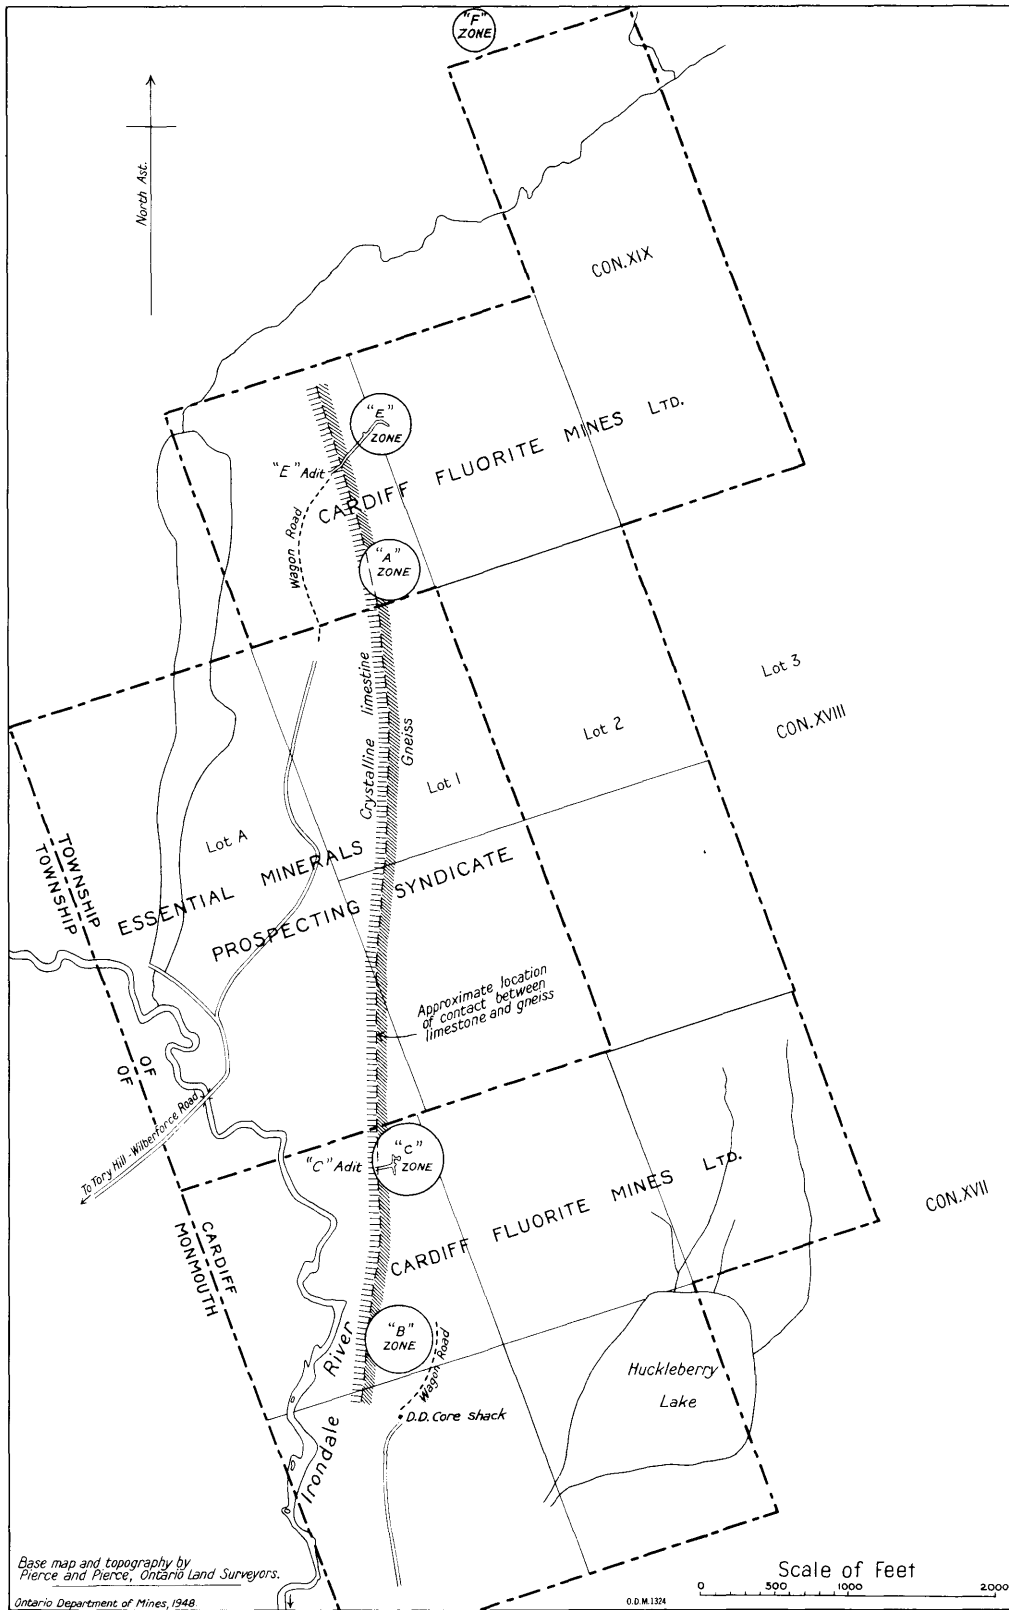 "F"
ZONE
North Ast.
CON.XIX
"E"
ZONE
"E" Adit
CARDIFF FLUORITE MINES LTD.
Wagon Road
"A"
ZONE
Crystalline limestine
Gneiss
Lot 3
Lot 2
CON.XVIII
Lot 1
Lot A
TOWNSHIP
TOWNSHIP
ESSENTIAL MINERALS
PROSPECTING SYNDICATE
Approximate location
of contact between
limestone and gneiss
OF
OF
To Tory Hill-Wilberforce Road
"C"
ZONE
"C" Adit
CARDIFF FLUORITE MINES LTD.
CON.XVII
CARDIFF
MONMOUTH
"B"
ZONE
Wagon Road
Irondale River
D.D. Core shack
Huckleberry
Lake
Base map and topography by
Pierce and Pierce, Ontario Land Surveyors.
Ontario Department of Mines, 1948.
O.D.M. 1324
Scale of Feet
0 500 1000 2000